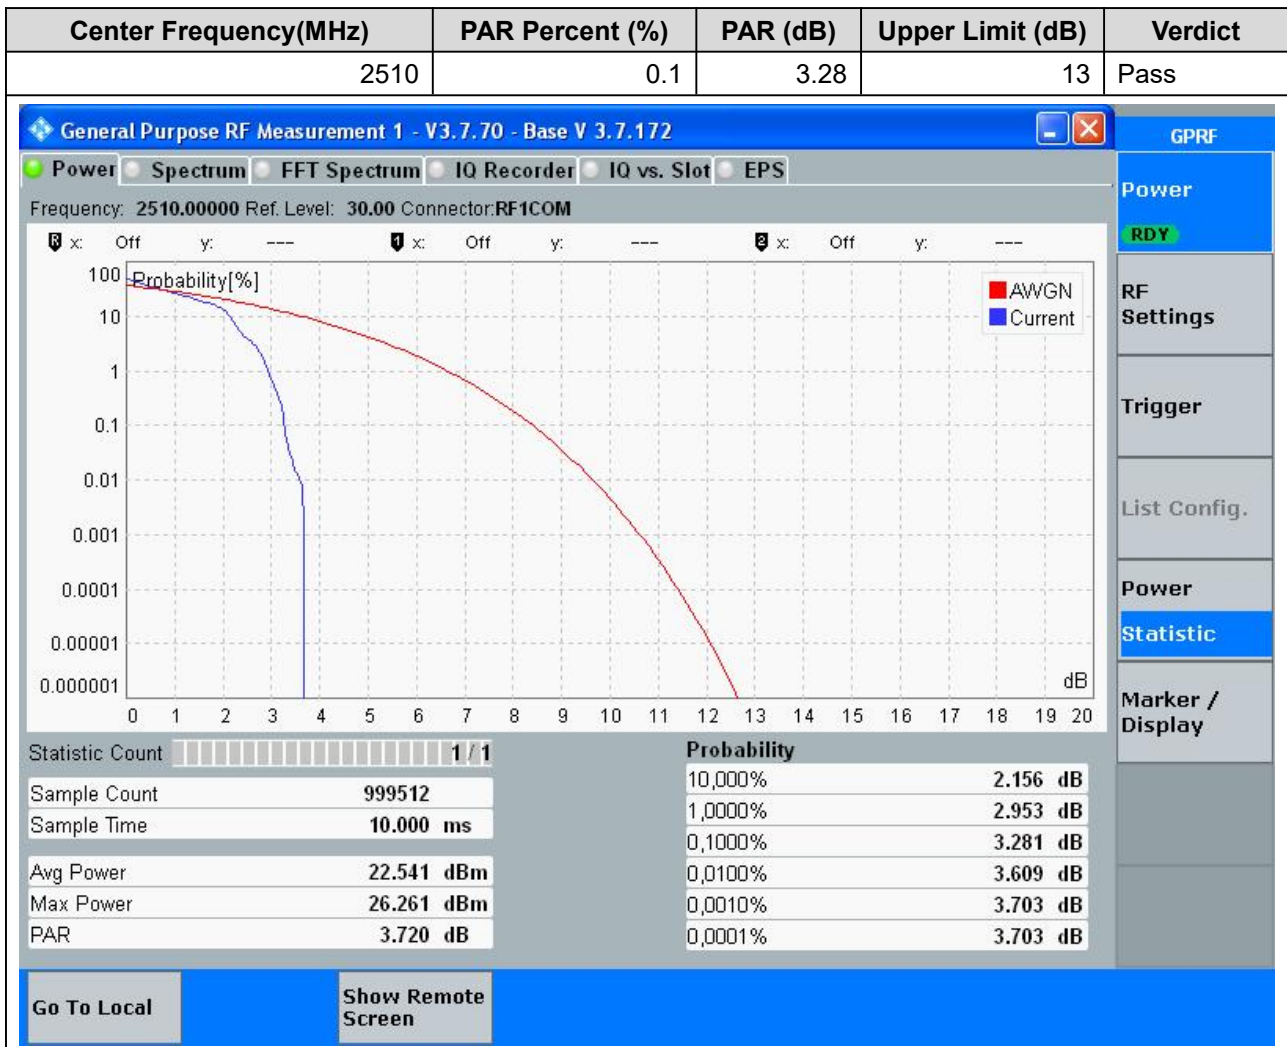 Center Frequency(MHz) PAR Percent (%) PAR (dB) Upper Limit (dB) Verdict
2510 0.1 3.28 13 Pass
General Purpose RF Measurement 1 - V3.7.70 - Base V 3.7.172
GPRF
Power Spectrum FFT Spectrum IQ Recorder IQ vs. Slot EPS
Power
RDY
Frequency: 2510.00000 Ref. Level: 30.00 Connector:RF1COM
R x: Off y: --- 1 x: Off y: --- 2 x: Off y: ---
Probability[%]
AWGN
Current
100
10
1
0.1
0.01
0.001
0.0001
0.00001
0.000001
dB
0 1 2 3 4 5 6 7 8 9 10 11 12 13 14 15 16 17 18 19 20
RF
Settings
Trigger
List Config.
Power
Statistic
Marker /
Display
Statistic Count 1 / 1
Sample Count 999512
Sample Time 10.000 ms
Avg Power 22.541 dBm
Max Power 26.261 dBm
PAR 3.720 dB
Probability
10,000% 2.156 dB
1,0000% 2.953 dB
0,1000% 3.281 dB
0,0100% 3.609 dB
0,0010% 3.703 dB
0,0001% 3.703 dB
Go To Local
Show Remote
Screen